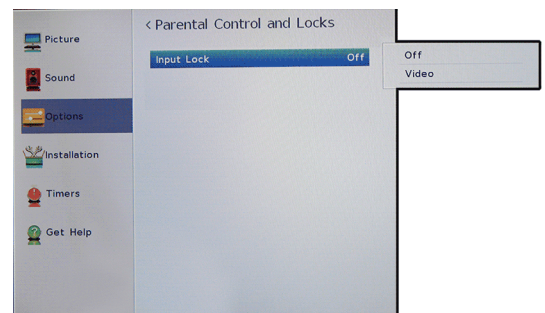 < Parental Control and Locks
Picture
Sound
Options
Installation
Timers
Get Help
Input Lock Off
Off
Video